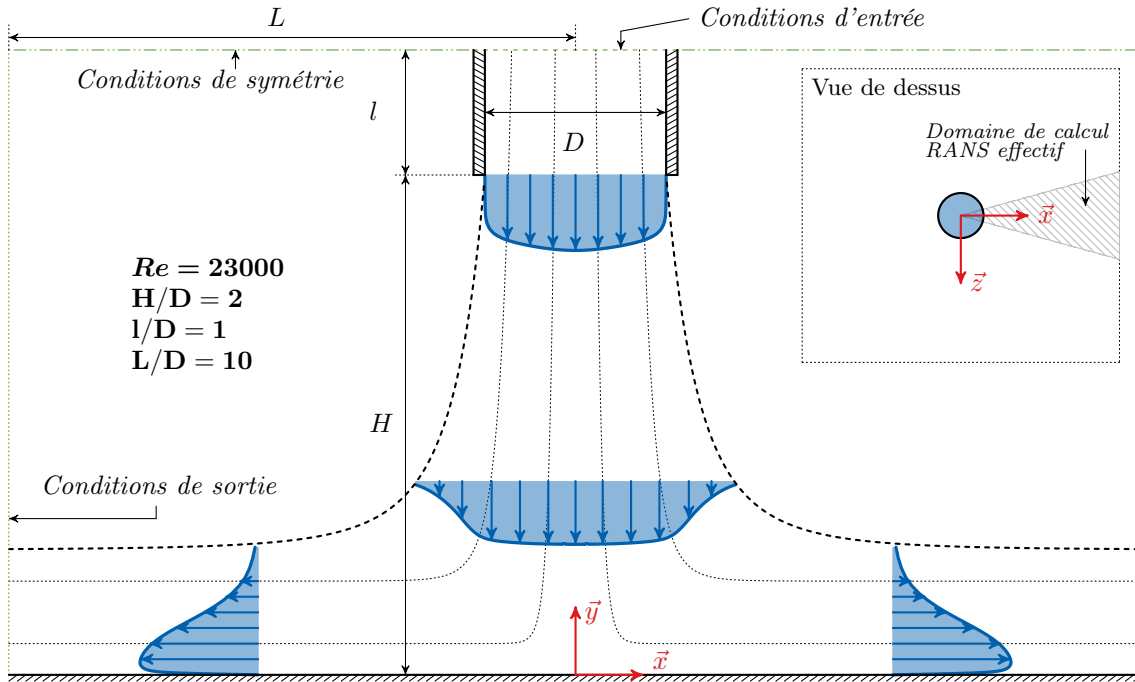 L
Conditions d'entrée
Conditions de symétrie
l
D
Vue de dessus
Domaine de calcul
RANS effectif
x⃗
z⃗
Re = 23000
H/D = 2
l/D = 1
L/D = 10
H
Conditions de sortie
y⃗
x⃗